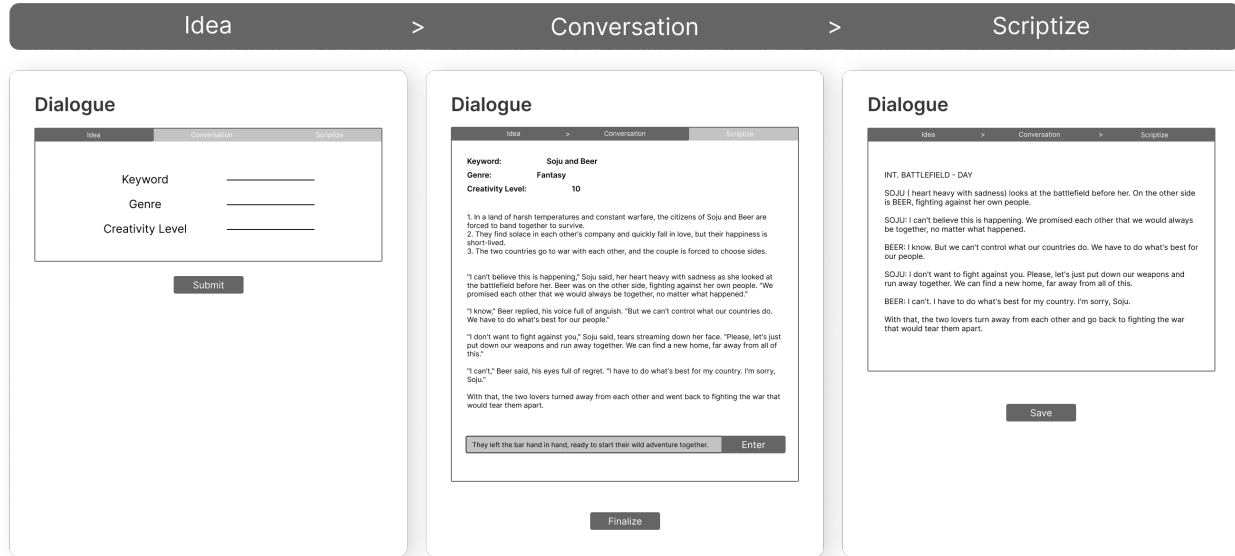 Idea > Conversation > Scriptize
Dialogue
Idea Conversation Scriptize
Keyword
Genre
Creativity Level
Submit
Dialogue
Idea > Conversation Scriptize
Keyword: Soju and Beer
Genre: Fantasy
Creativity Level: 10
1. In a land of harsh temperatures and constant warfare, the citizens of Soju and Beer are
forced to band together to survive.
2. They find solace in each other's company and quickly fall in love, but their happiness is
short-lived.
3. The two countries go to war with each other, and the couple is forced to choose sides.
"I can't believe this is happening," Soju said, her heart heavy with sadness as she looked at
the battlefield before her. Beer was on the other side, fighting against her own people. "We
promised each other that we would always be together, no matter what happened."
"I know," Beer replied, his voice full of anguish. "But we can't control what our countries do.
We have to do what's best for our people."
"I don't want to fight against you," Soju said, tears streaming down her face. "Please, let's just
put down our weapons and run away together. We can find a new home, far away from all of
this."
"I can't," Beer said, his eyes full of regret. "I have to do what's best for my country. I'm sorry,
Soju."
With that, the two lovers turned away from each other and went back to fighting the war that
would tear them apart.
They left the bar hand in hand, ready to start their wild adventure together. Enter
Finalize
Dialogue
Idea > Conversation > Scriptize
INT. BATTLEFIELD - DAY
SOJU ( heart heavy with sadness) looks at the battlefield before her. On the other side
is BEER, fighting against her own people.
SOJU: I can't believe this is happening. We promised each other that we would always
be together, no matter what happened.
BEER: I know. But we can't control what our countries do. We have to do what's best for
our people.
SOJU: I don't want to fight against you. Please, let's just put down our weapons and
run away together. We can find a new home, far away from all of this.
BEER: I can't. I have to do what's best for my country. I'm sorry, Soju.
With that, the two lovers turn away from each other and go back to fighting the war
that would tear them apart.
Save